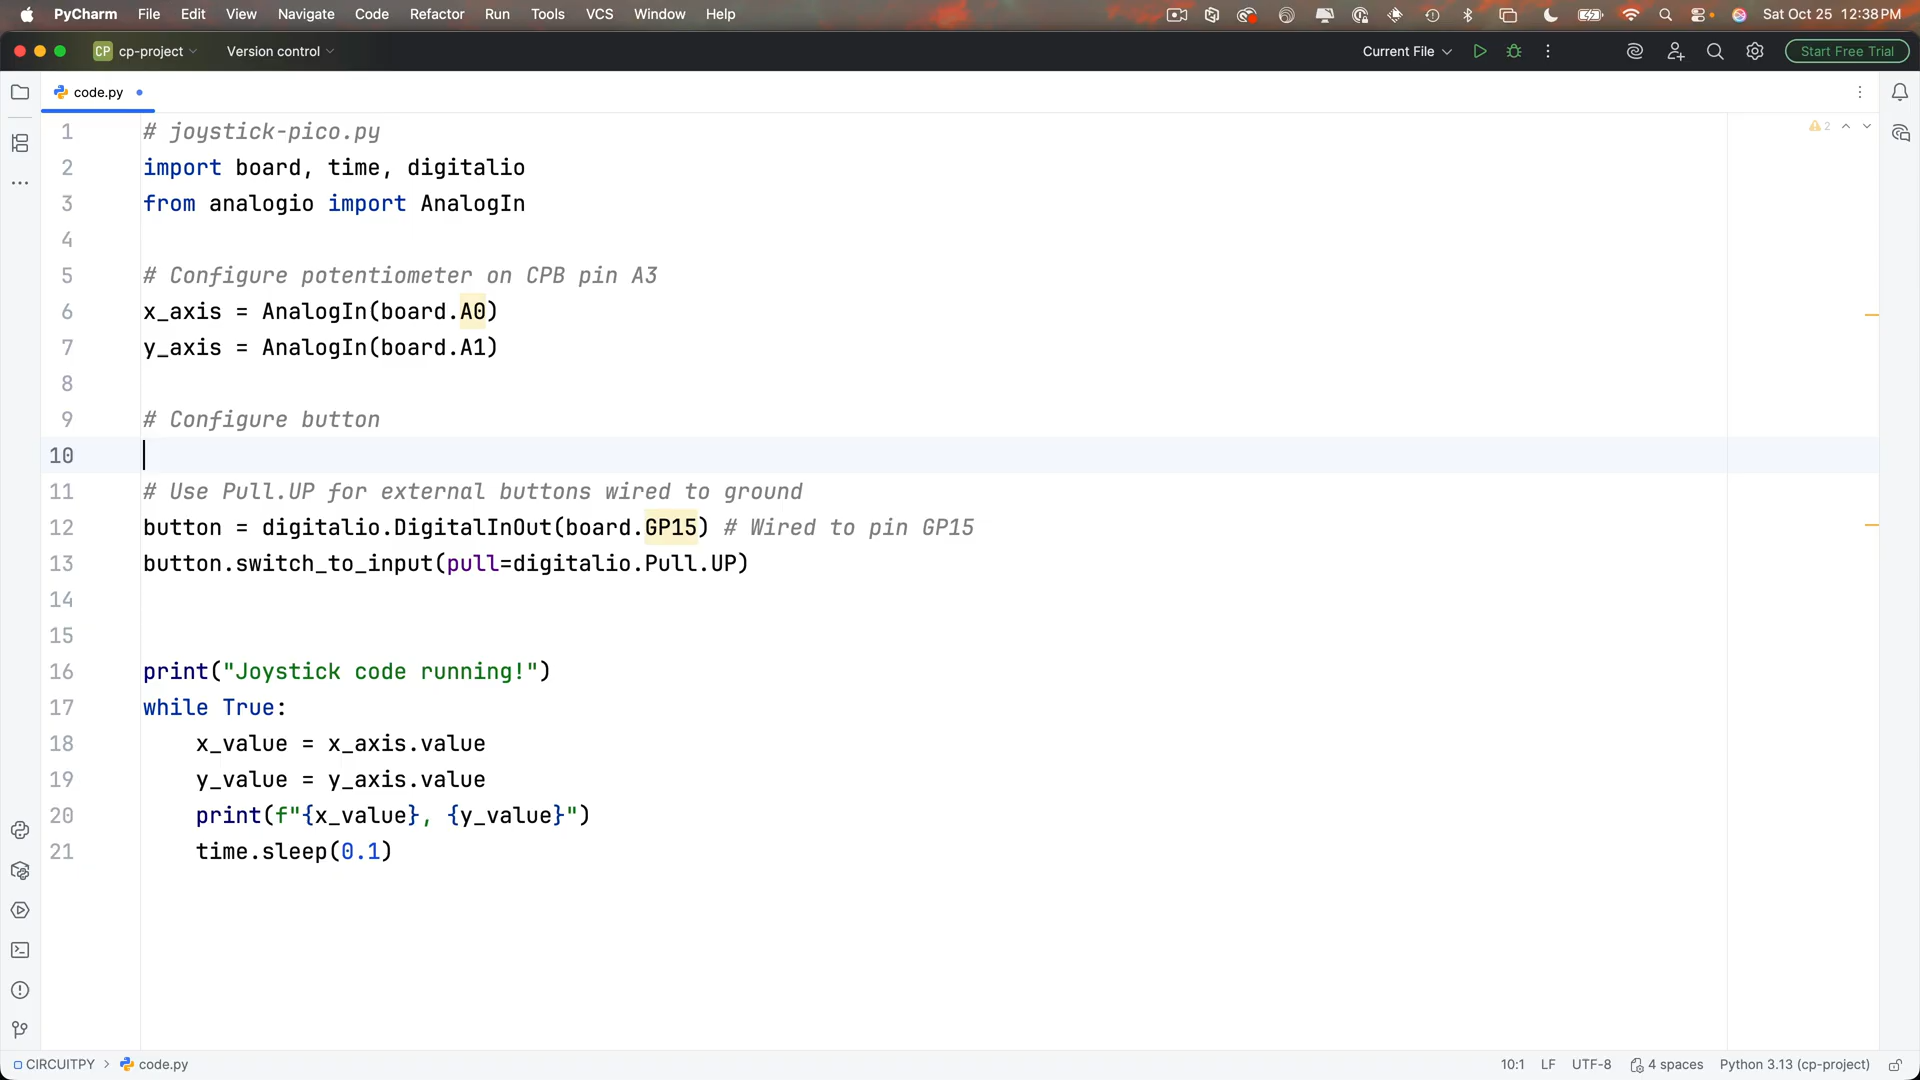 PyCharm File Edit View Navigate Code Refactor Run Tools VCS Window Help Sat Oct 25 12:38 PM
CP cp-project Version control Current File Start Free Trial
code.py
2
1 # joystick-pico.py
2 import board, time, digitalio
3 from analogio import AnalogIn
4
5 # Configure potentiometer on CPB pin A3
6 x_axis = AnalogIn(board.A0)
7 y_axis = AnalogIn(board.A1)
8
9 # Configure button
10
11 # Use Pull.UP for external buttons wired to ground
12 button = digitalio.DigitalInOut(board.GP15) # Wired to pin GP15
13 button.switch_to_input(pull=digitalio.Pull.UP)
14
15
16 print("Joystick code running!")
17 while True:
18 x_value = x_axis.value
19 y_value = y_axis.value
20 print(f"{x_value}, {y_value}")
21 time.sleep(0.1)
CIRCUITPY > code.py 10:1 LF UTF-8 4 spaces Python 3.13 (cp-project)